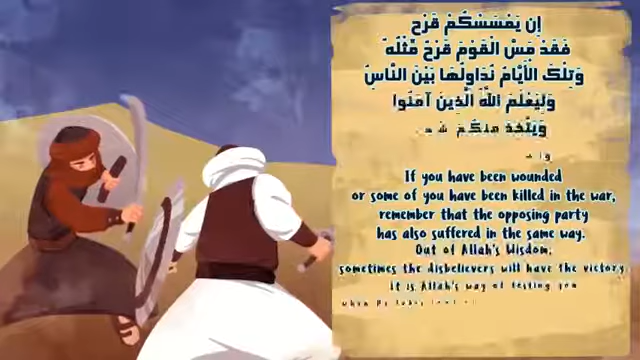 إِن يَمْسَسْكُمْ قَرْحٌ
فَقَدْ مَسَّ الْقَوْمَ قَرْحٌ مِّثْلُهُ
وَتِلْكَ الْأَيَّامُ نُدَاوِلُهَا بَيْنَ النَّاسِ
وَلِيَعْلَمَ اللَّهُ الَّذِينَ آمَنُوا
وَيَتَّخِذَ مِنكُمْ
If you have been wounded
or some of you have been killed in the war,
remember that the opposing party
has also suffered in the same way.
Out of Allah's Wisdom,
sometimes the disbelievers will have the victory
it is Allah's way of testing you
when